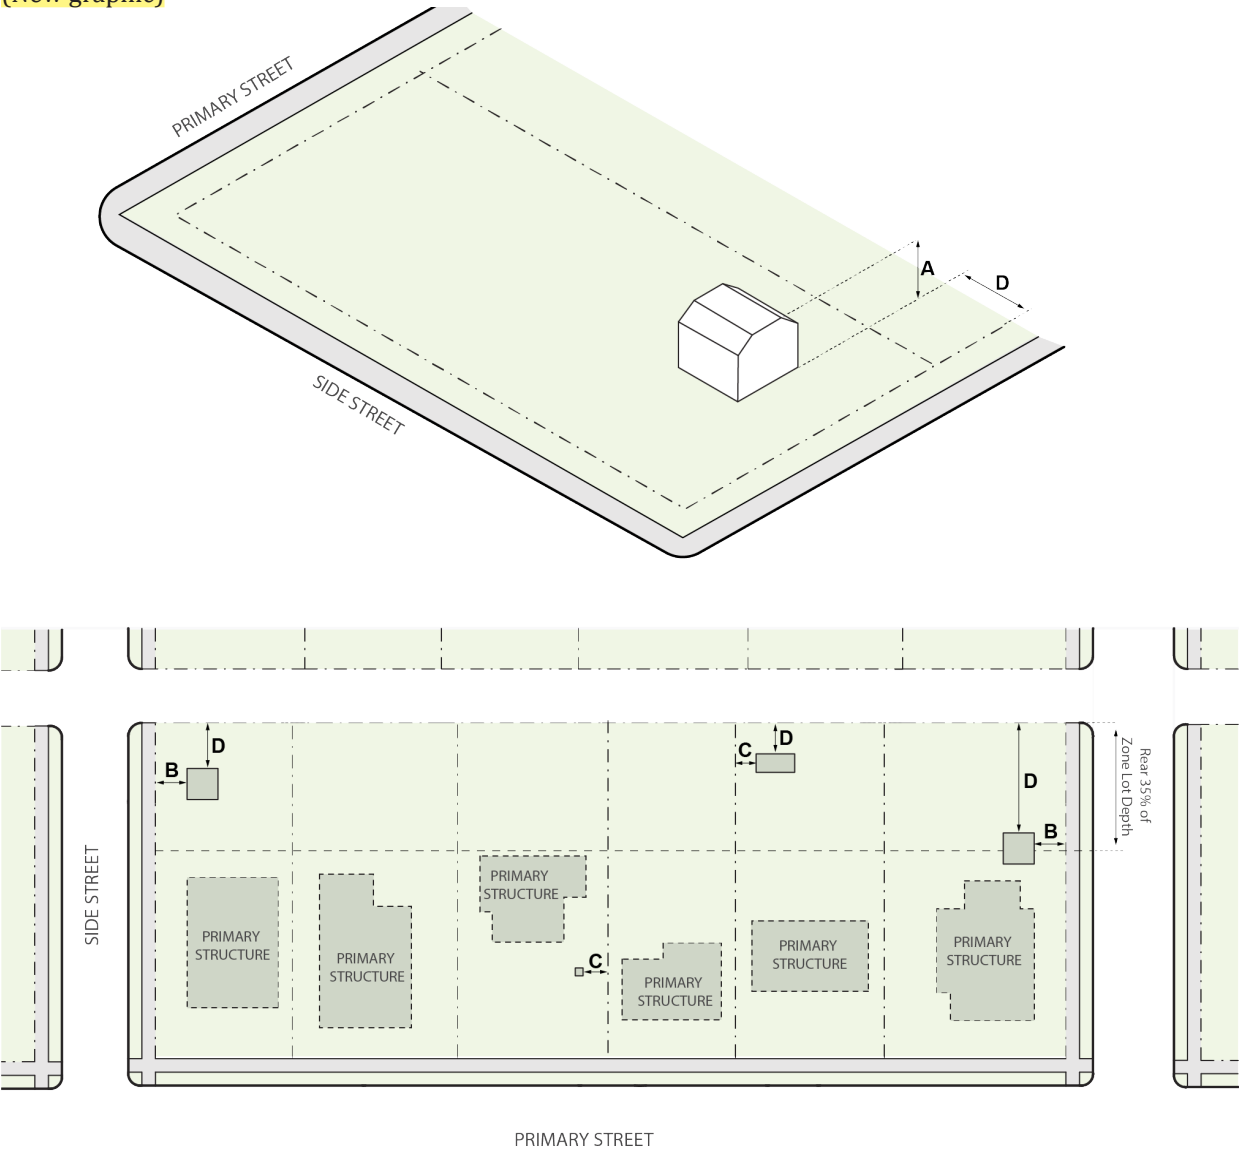 (New graphic)
PRIMARY STREET
A
D
SIDE STREET
D
B
C
D
D
B
Rear 35% of
Zone Lot Depth
SIDE STREET
PRIMARY
STRUCTURE
PRIMARY
STRUCTURE
PRIMARY
STRUCTURE
C
PRIMARY
STRUCTURE
PRIMARY
STRUCTURE
PRIMARY
STRUCTURE
PRIMARY STREET